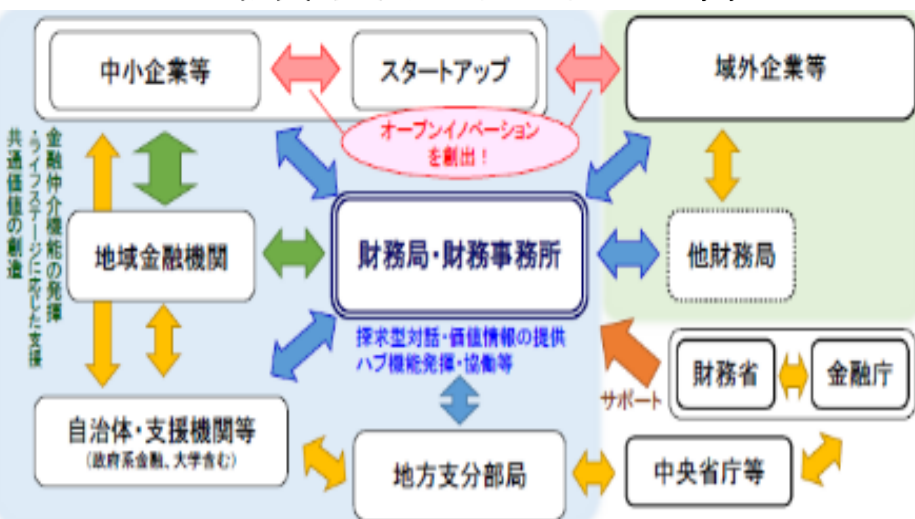 中小企業等
スタートアップ
域外企業等
オープンイノベーション
を創出！
金融仲介機能の発揮
・ライフステージに応じた支援
共通価値の創造
地域金融機関
財務局・財務事務所
他財務局
探求型対話・価値情報の提供
ハブ機能発揮・協働等
サポート
財務省
金融庁
自治体・支援機関等
（政府系金融、大学含む）
地方支分部局
中央省庁等